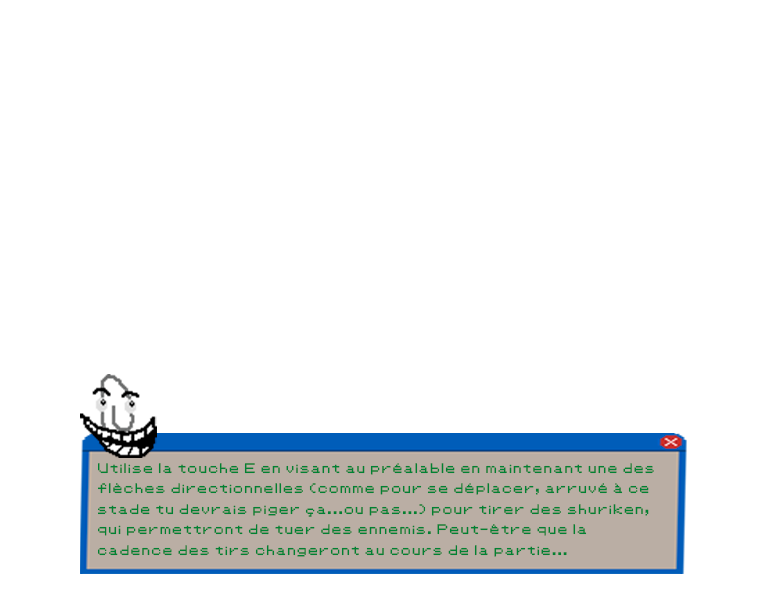 Utilise la touche E en visant au préalable en maintenant une des
flèches directionnelles (comme pour se déplacer, arruvé à ce
stade tu devrais piger ça...ou pas...) pour tirer des shuriken,
qui permettront de tuer des ennemis. Peut-être que la
cadence des tirs changeront au cours de la partie...